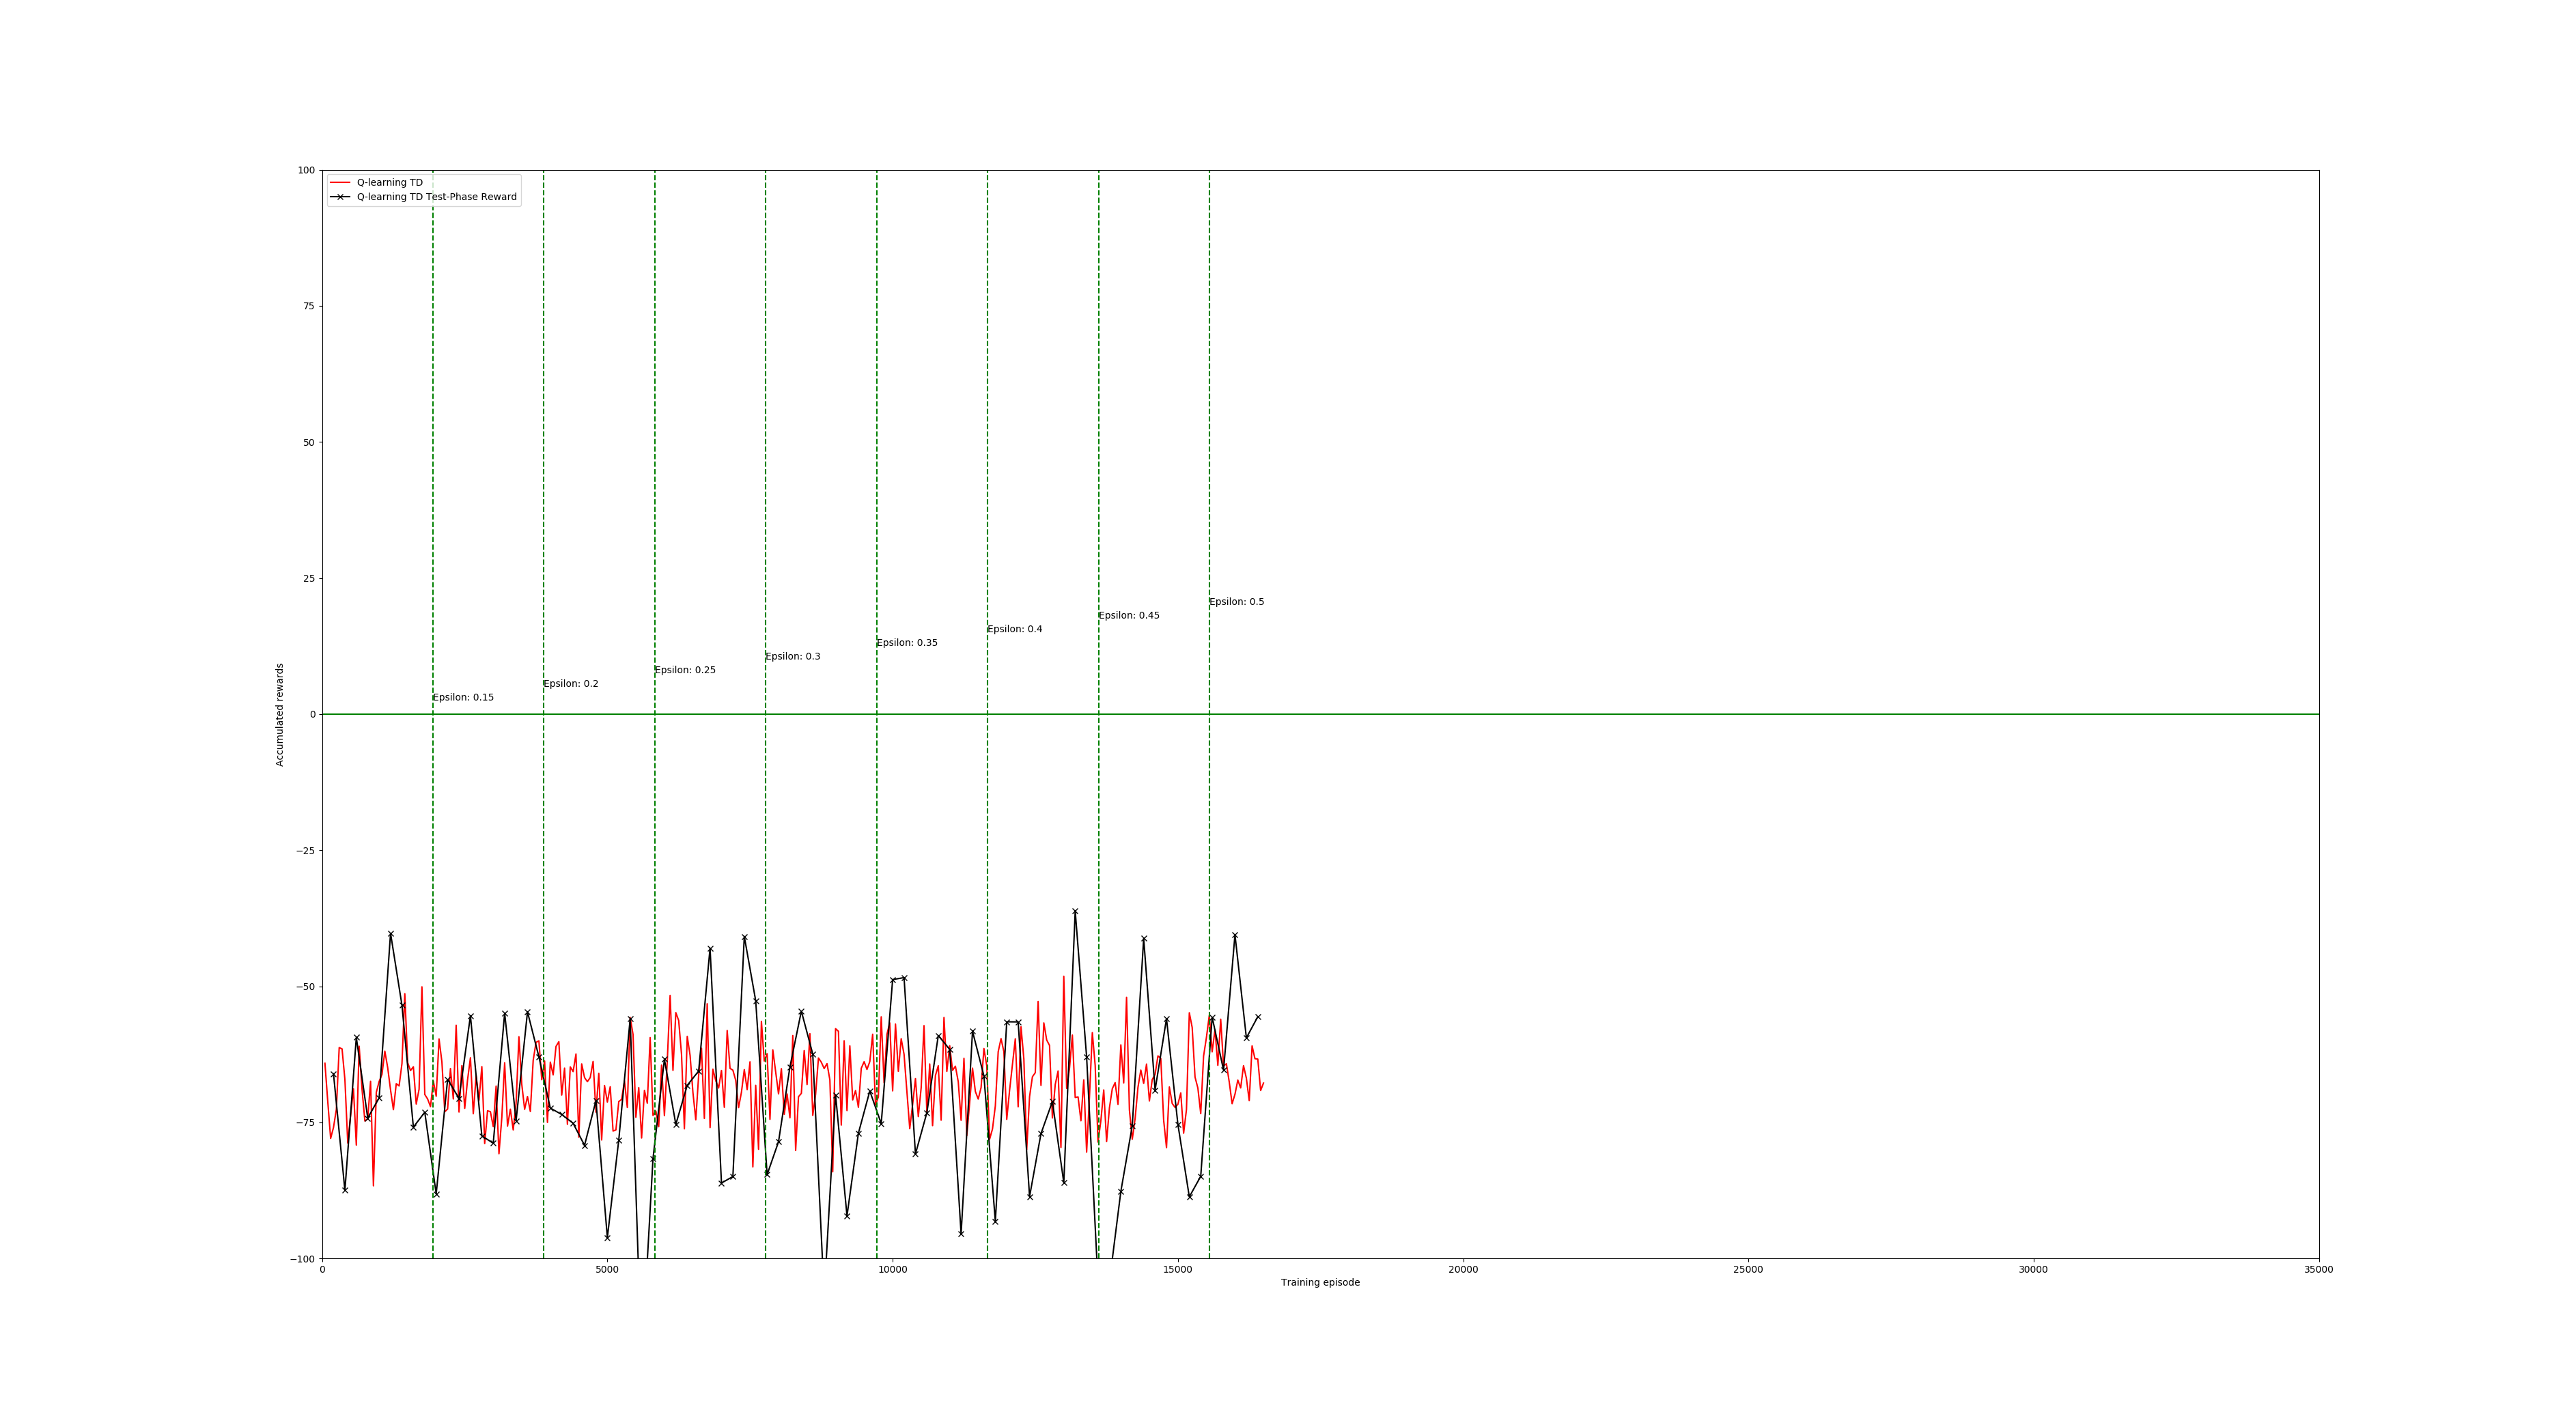 100
Q-learning TD
Q-learning TD Test-Phase Reward
75
50
25
Epsilon: 0.5
Epsilon: 0.45
Epsilon: 0.4
Epsilon: 0.35
Epsilon: 0.3
Epsilon: 0.25
Epsilon: 0.2
Epsilon: 0.15
0
Accumulated rewards
−25
−50
−75
−100
0 5000 10000 15000 20000 25000 30000 35000
Training episode